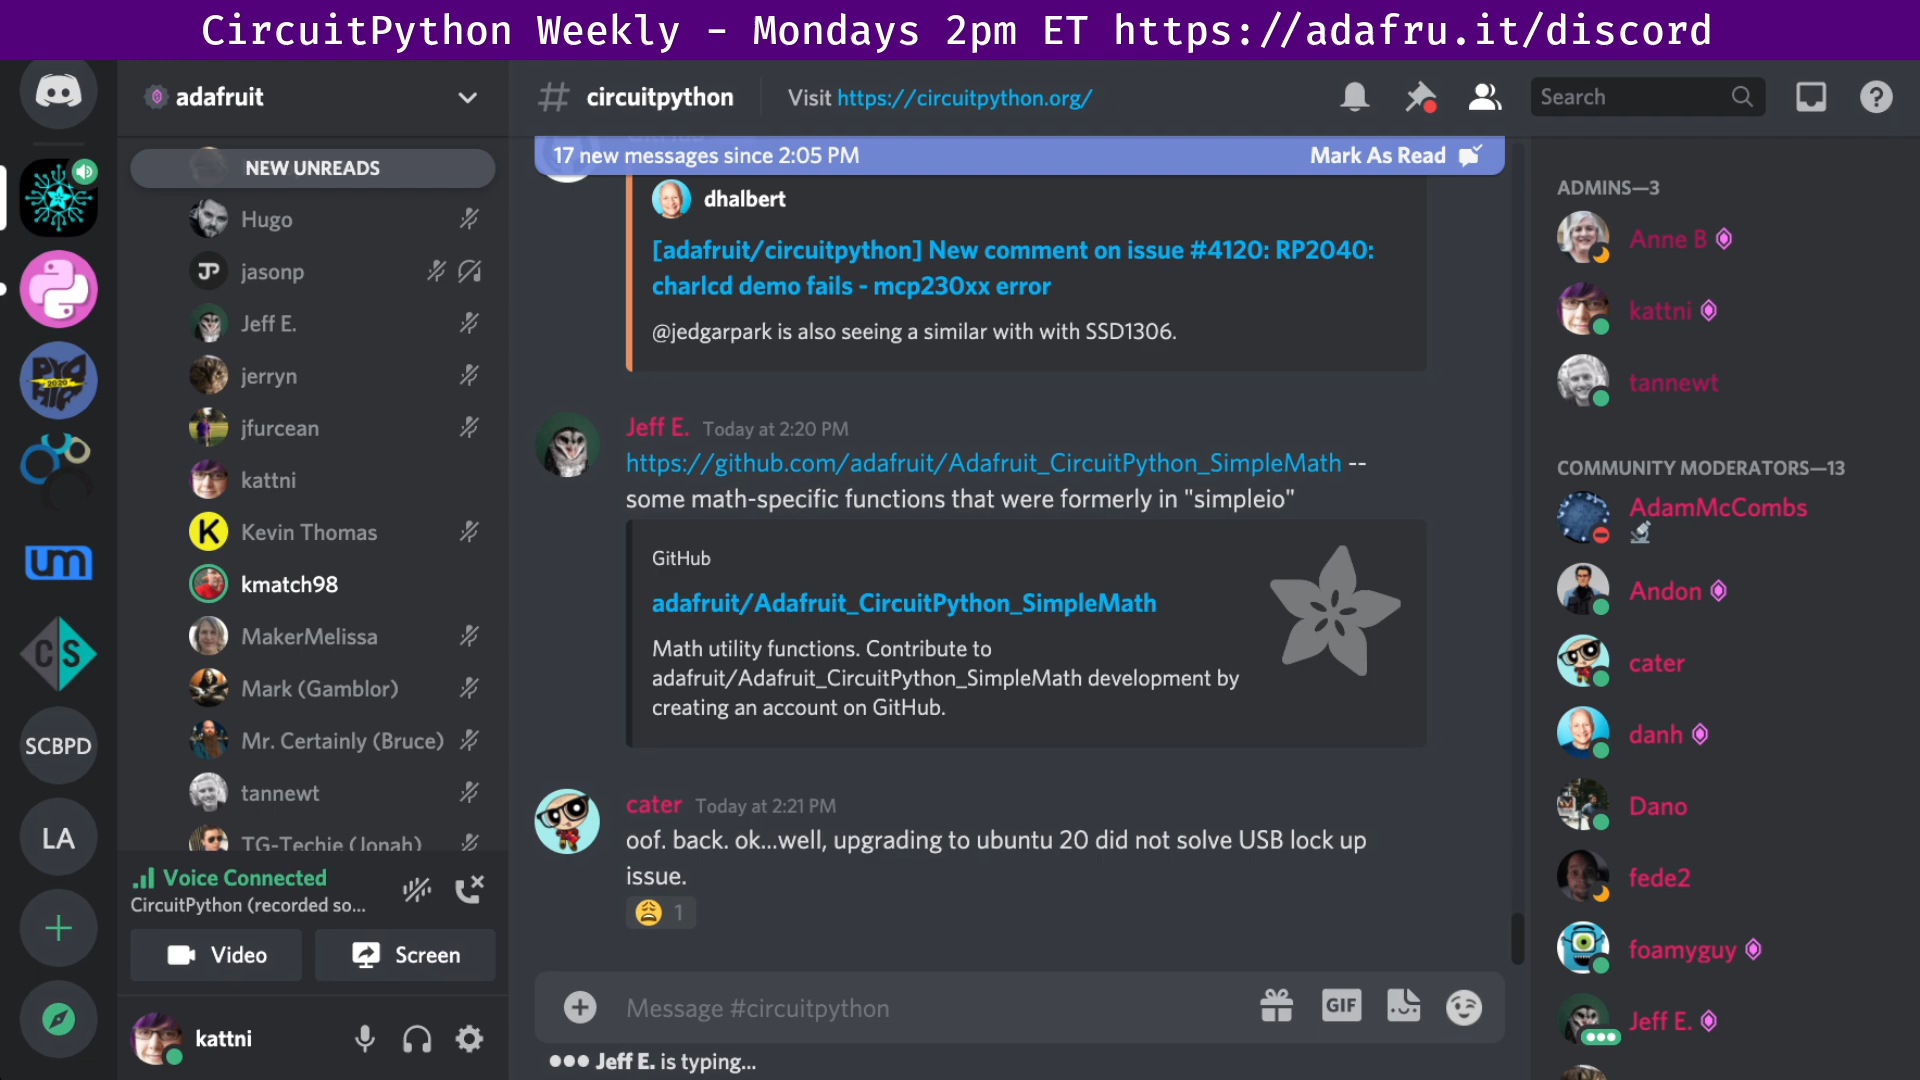 CircuitPython Weekly - Mondays 2pm ET https://adafru.it/discord
adafruit
NEW UNREADS
Hugo
JP
jasonp
Jeff E.
jerryn
jfurcean
kattni
K
Kevin Thomas
kmatch98
MakerMelissa
Mark (Gamblor)
Mr. Certainly (Bruce)
tannewt
TG-Techie (Jonah)
Voice Connected
CircuitPython (recorded so...
Video
Screen
kattni
2020
um
CS
SCBPD
LA
# circuitpython
Visit https://circuitpython.org/
Search
17 new messages since 2:05 PM
Mark As Read
dhalbert
[adafruit/circuitpython] New comment on issue #4120: RP2040:
charlcd demo fails - mcp230xx error
@jedgarpark is also seeing a similar with with SSD1306.
Jeff E. Today at 2:20 PM
https://github.com/adafruit/Adafruit_CircuitPython_SimpleMath --
some math-specific functions that were formerly in "simpleio"
GitHub
adafruit/Adafruit_CircuitPython_SimpleMath
Math utility functions. Contribute to
adafruit/Adafruit_CircuitPython_SimpleMath development by
creating an account on GitHub.
cater Today at 2:21 PM
oof. back. ok...well, upgrading to ubuntu 20 did not solve USB lock up
issue.
1
Message #circuitpython
GIF
Jeff E. is typing...
ADMINS—3
Anne B
kattni
tannewt
COMMUNITY MODERATORS—13
AdamMcCombs
Andon
cater
danh
Dano
fede2
foamyguy
Jeff E.